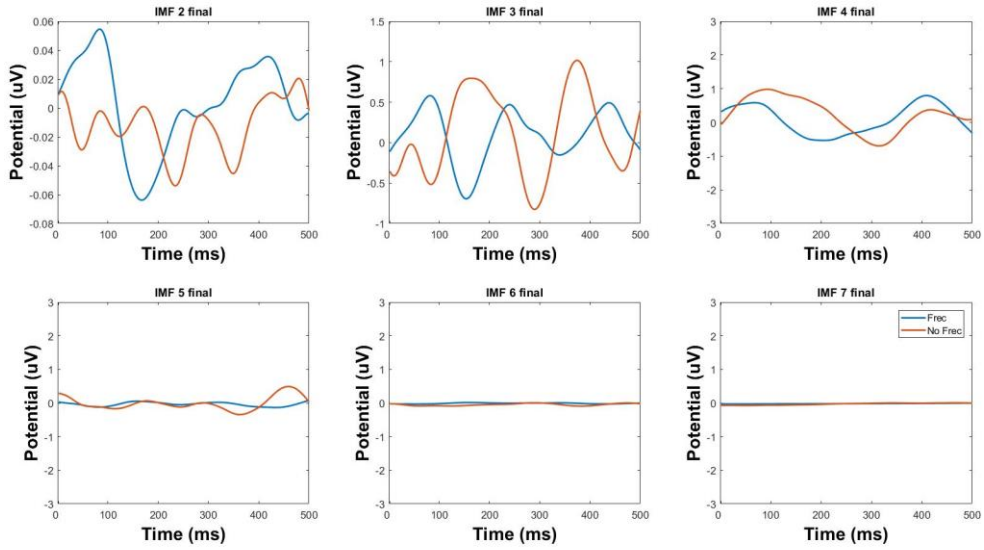 IMF 2 final
0.06
0.04
0.02
0
-0.02
-0.04
-0.06
-0.08
Potential (uV)
0 100 200 300 400 500
Time (ms)
IMF 3 final
1.5
1
0.5
0
-0.5
-1
Potential (uV)
0 100 200 300 400 500
Time (ms)
IMF 4 final
3
2
1
0
-1
-2
-3
Potential (uV)
0 100 200 300 400 500
Time (ms)
IMF 5 final
3
2
1
0
-1
-2
-3
Potential (uV)
0 100 200 300 400 500
Time (ms)
IMF 6 final
3
2
1
0
-1
-2
-3
Potential (uV)
0 100 200 300 400 500
Time (ms)
IMF 7 final
3
2
1
0
-1
-2
-3
Potential (uV)
Frec
No Frec
0 100 200 300 400 500
Time (ms)